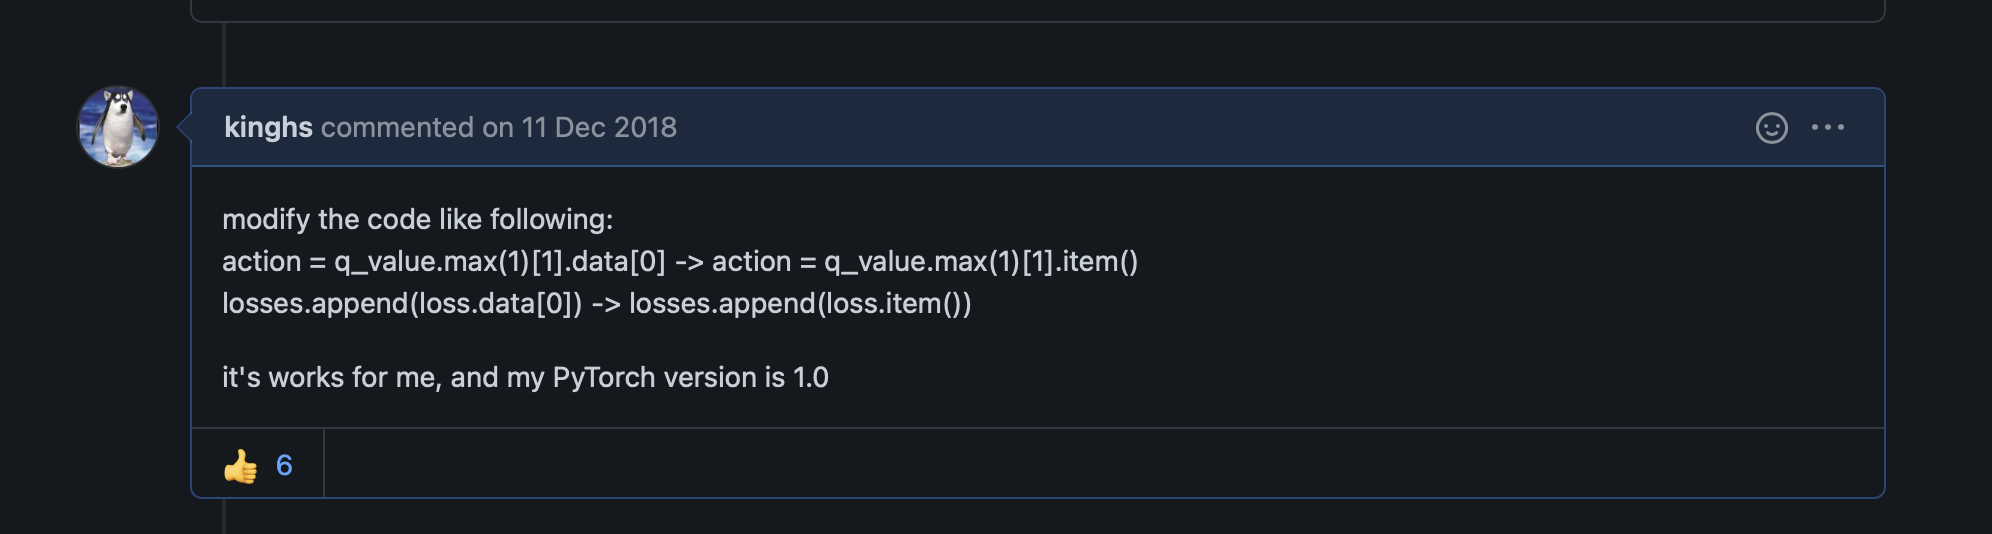 kinghs commented on 11 Dec 2018
modify the code like following:
action = q_value.max(1)[1].data[0] -> action = q_value.max(1)[1].item()
losses.append(loss.data[0]) -> losses.append(loss.item())
it's works for me, and my PyTorch version is 1.0
👍 6